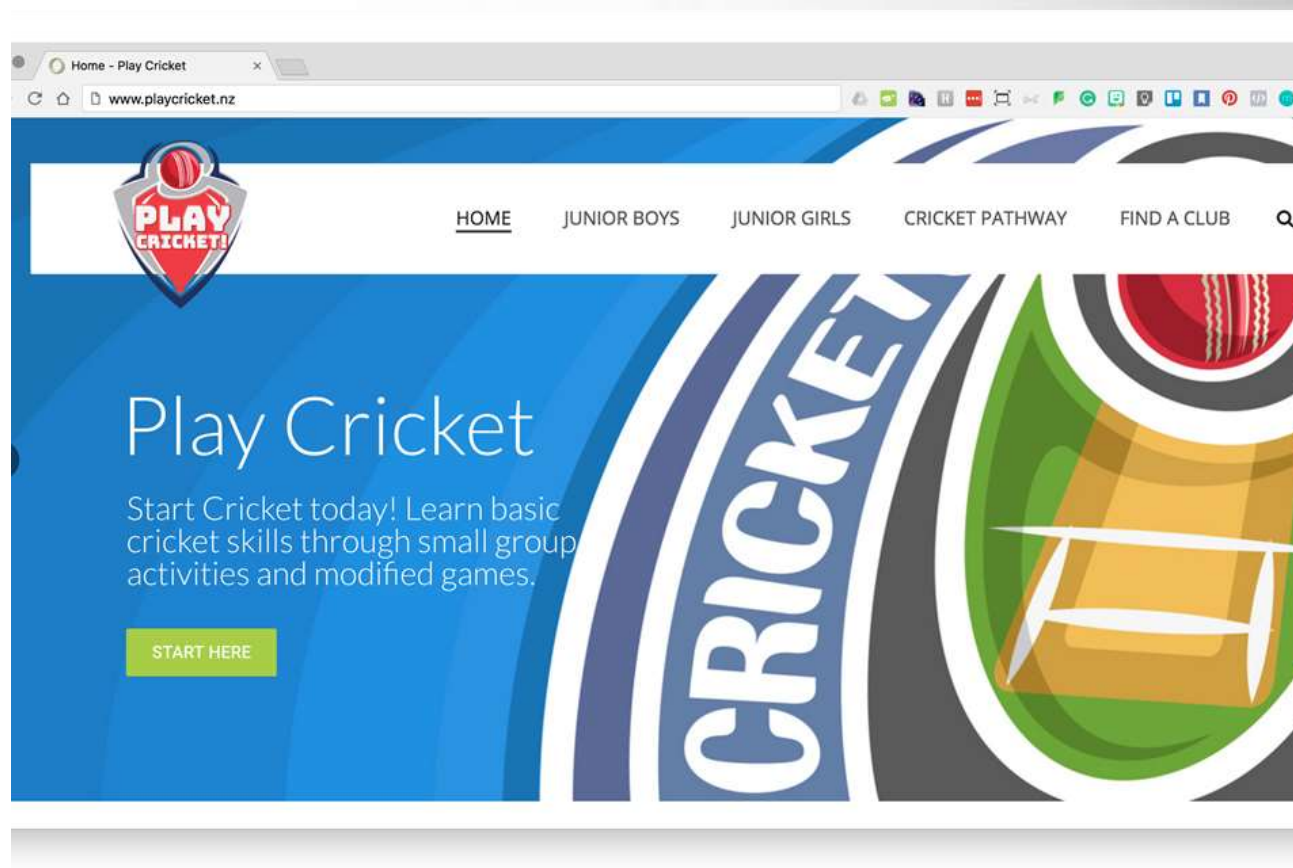 Home - Play Cricket
www.playcricket.nz
PLAY
CRICKET!
HOME JUNIOR BOYS JUNIOR GIRLS CRICKET PATHWAY FIND A CLUB
CRICKET
Play Cricket
Start Cricket today! Learn basic
cricket skills through small group
activities and modified games.
START HERE